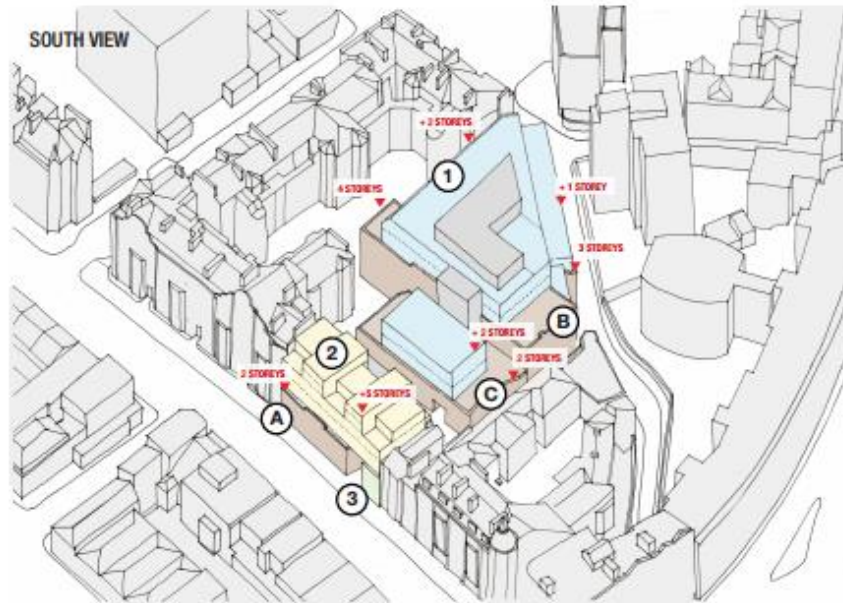 SOUTH VIEW
+ 3 STOREYS
1
4 STOREYS
+ 1 STOREY
3 STOREYS
B
+ 2 STOREYS
2
2 STOREYS
2 STOREYS
+5 STOREYS
C
A
3